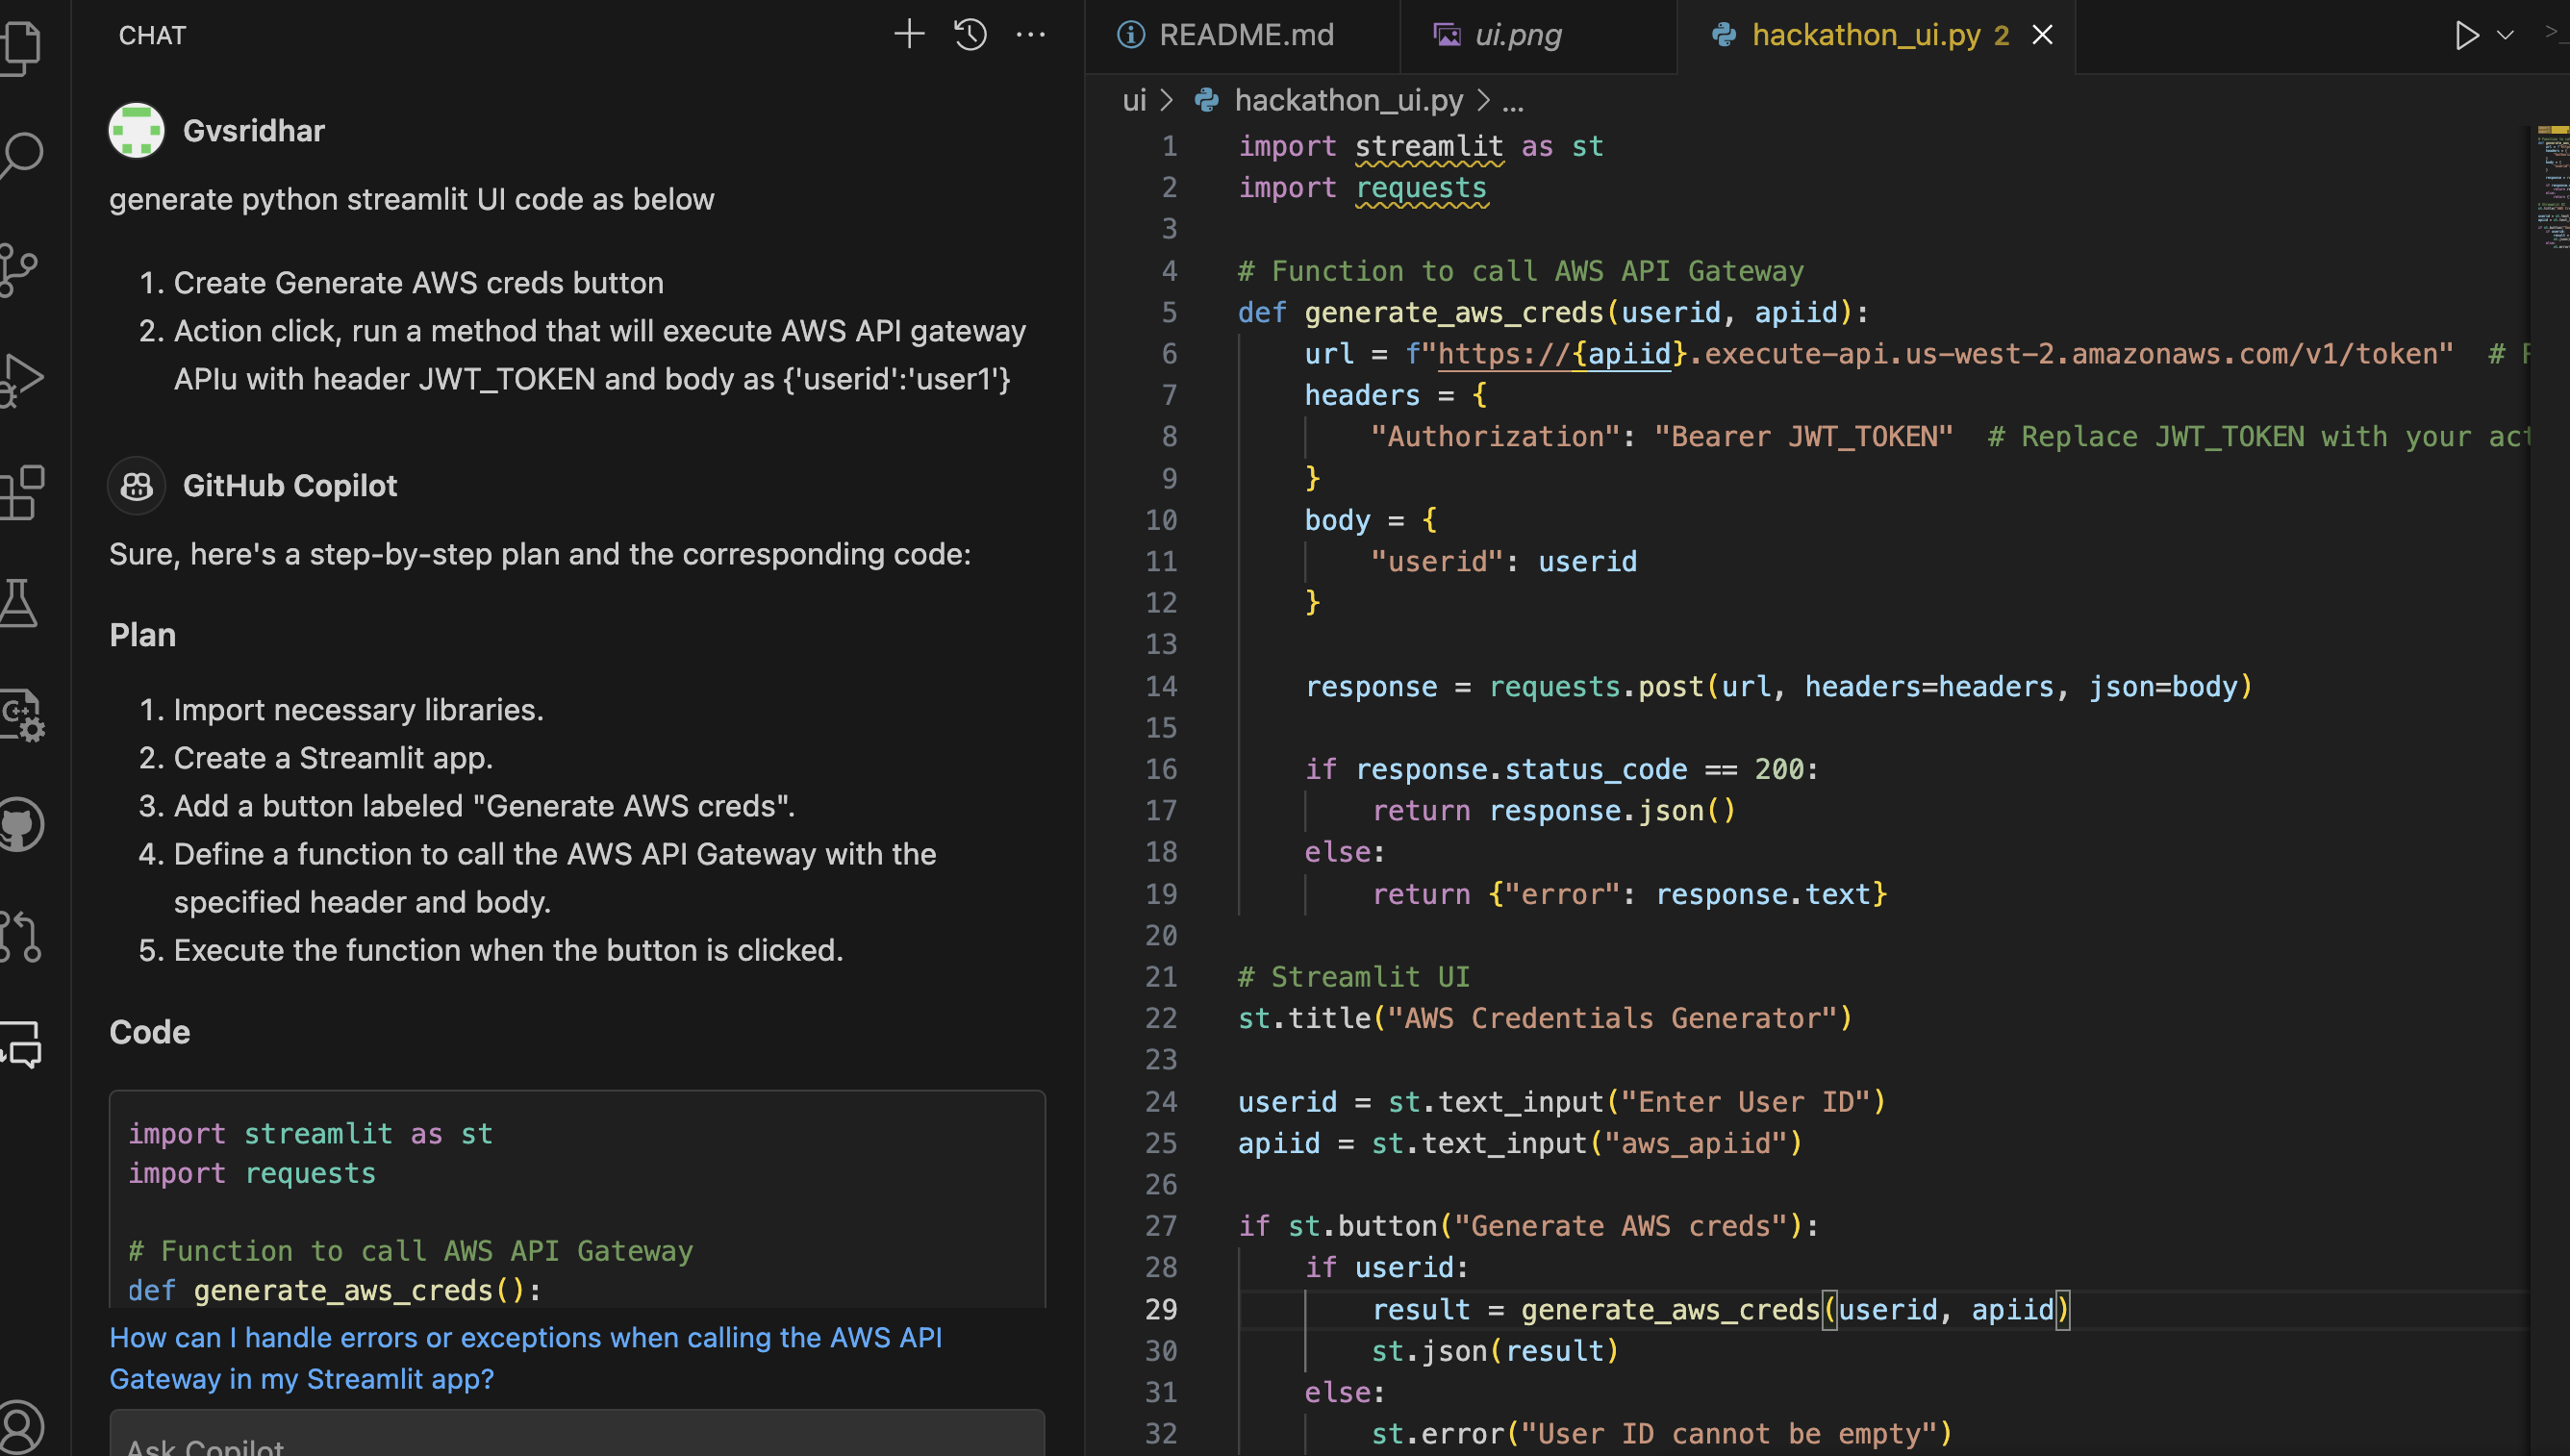 CHAT
Gvsridhar
generate python streamlit UI code as below
1. Create Generate AWS creds button
2. Action click, run a method that will execute AWS API gateway
APIu with header JWT_TOKEN and body as {'userid':'user1'}
GitHub Copilot
Sure, here's a step-by-step plan and the corresponding code:
Plan
1. Import necessary libraries.
2. Create a Streamlit app.
3. Add a button labeled "Generate AWS creds".
4. Define a function to call the AWS API Gateway with the
specified header and body.
5. Execute the function when the button is clicked.
Code
import streamlit as st
import requests
# Function to call AWS API Gateway
def generate_aws_creds():
How can I handle errors or exceptions when calling the AWS API
Gateway in my Streamlit app?
Ask Copilot
README.md
ui.png
hackathon_ui.py 2
ui > hackathon_ui.py > ...
1 import streamlit as st
2 import requests
3
4 # Function to call AWS API Gateway
5 def generate_aws_creds(userid, apiid):
6 url = f"https://{apiid}.execute-api.us-west-2.amazonaws.com/v1/token" #
7 headers = {
8 "Authorization": "Bearer JWT_TOKEN" # Replace JWT_TOKEN with your act
9 }
10 body = {
11 "userid": userid
12 }
13
14 response = requests.post(url, headers=headers, json=body)
15
16 if response.status_code == 200:
17 return response.json()
18 else:
19 return {"error": response.text}
20
21 # Streamlit UI
22 st.title("AWS Credentials Generator")
23
24 userid = st.text_input("Enter User ID")
25 apiid = st.text_input("aws_apiid")
26
27 if st.button("Generate AWS creds"):
28 if userid:
29 result = generate_aws_creds(userid, apiid)
30 st.json(result)
31 else:
32 st.error("User ID cannot be empty")